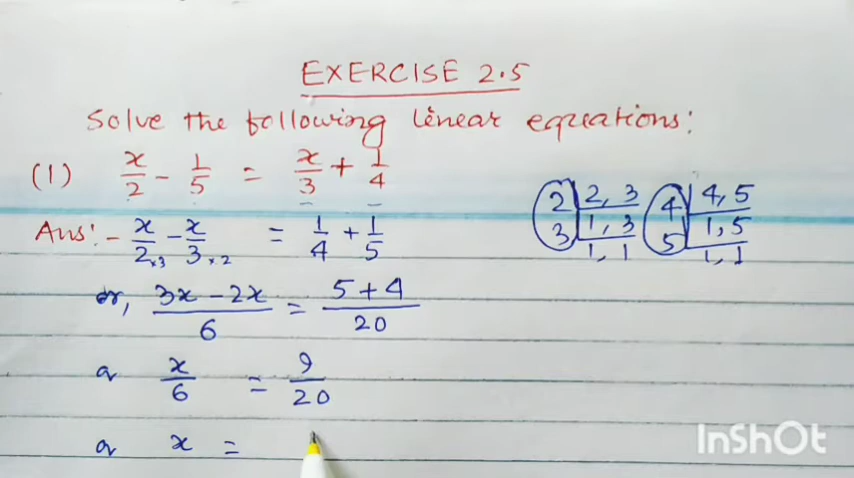 EXERCISE 2.5
Solve the following linear equations:
(1) x/2 - 1/5 = x/3 + 1/4
Ans:- x/2×3 - x/3×2 = 1/4 + 1/5
or, 3x - 2x/6 = 5+4/20
or x/6 = 9/20
or x =
2 | 2, 3
3 | 1, 3
1, 1
4 | 4, 5
5 | 1, 5
1, 1
InShOt